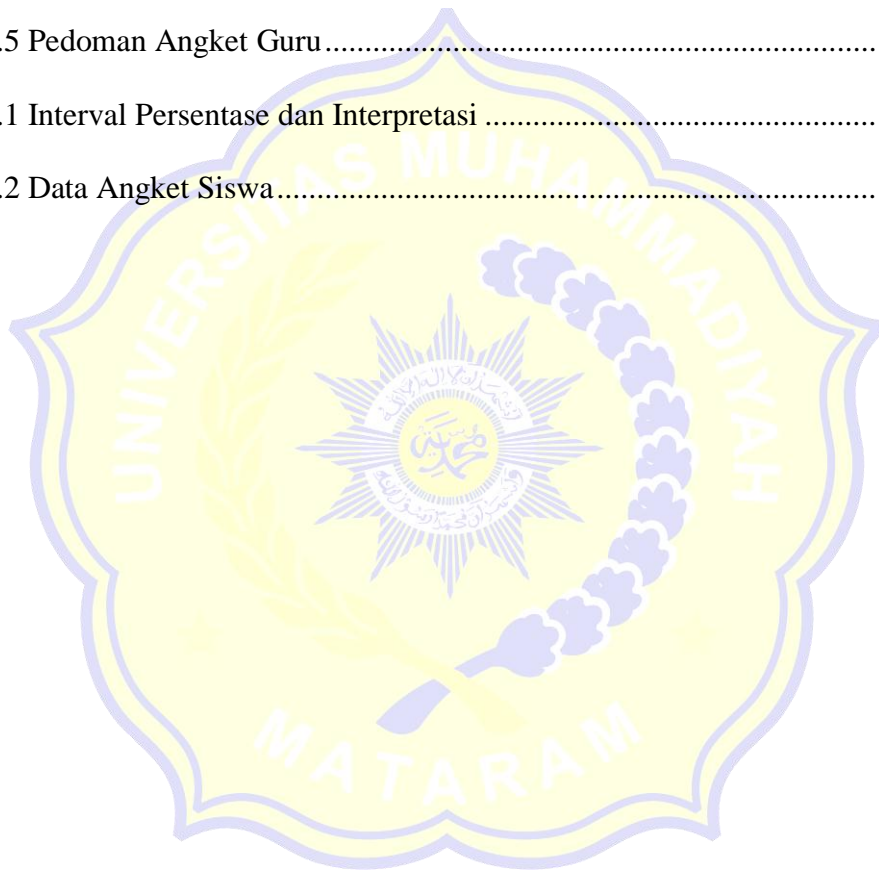 .5 Pedoman Angket Guru
.1 Interval Persentase dan Interpretasi
.2 Data Angket Siswa
UNIVERSITAS MUHAMMADIYAH
MATARAM